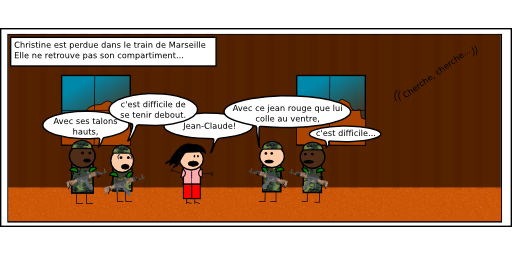 Christine est perdue dans le train de Marseille
Elle ne retrouve pas son compartiment...
(( Cherche, cherche... ))
Avec ses talons
hauts,
c'est difficile de
se tenir debout.
Jean-Claude!
Avec ce jean rouge que lui
colle au ventre,
c'est difficile...